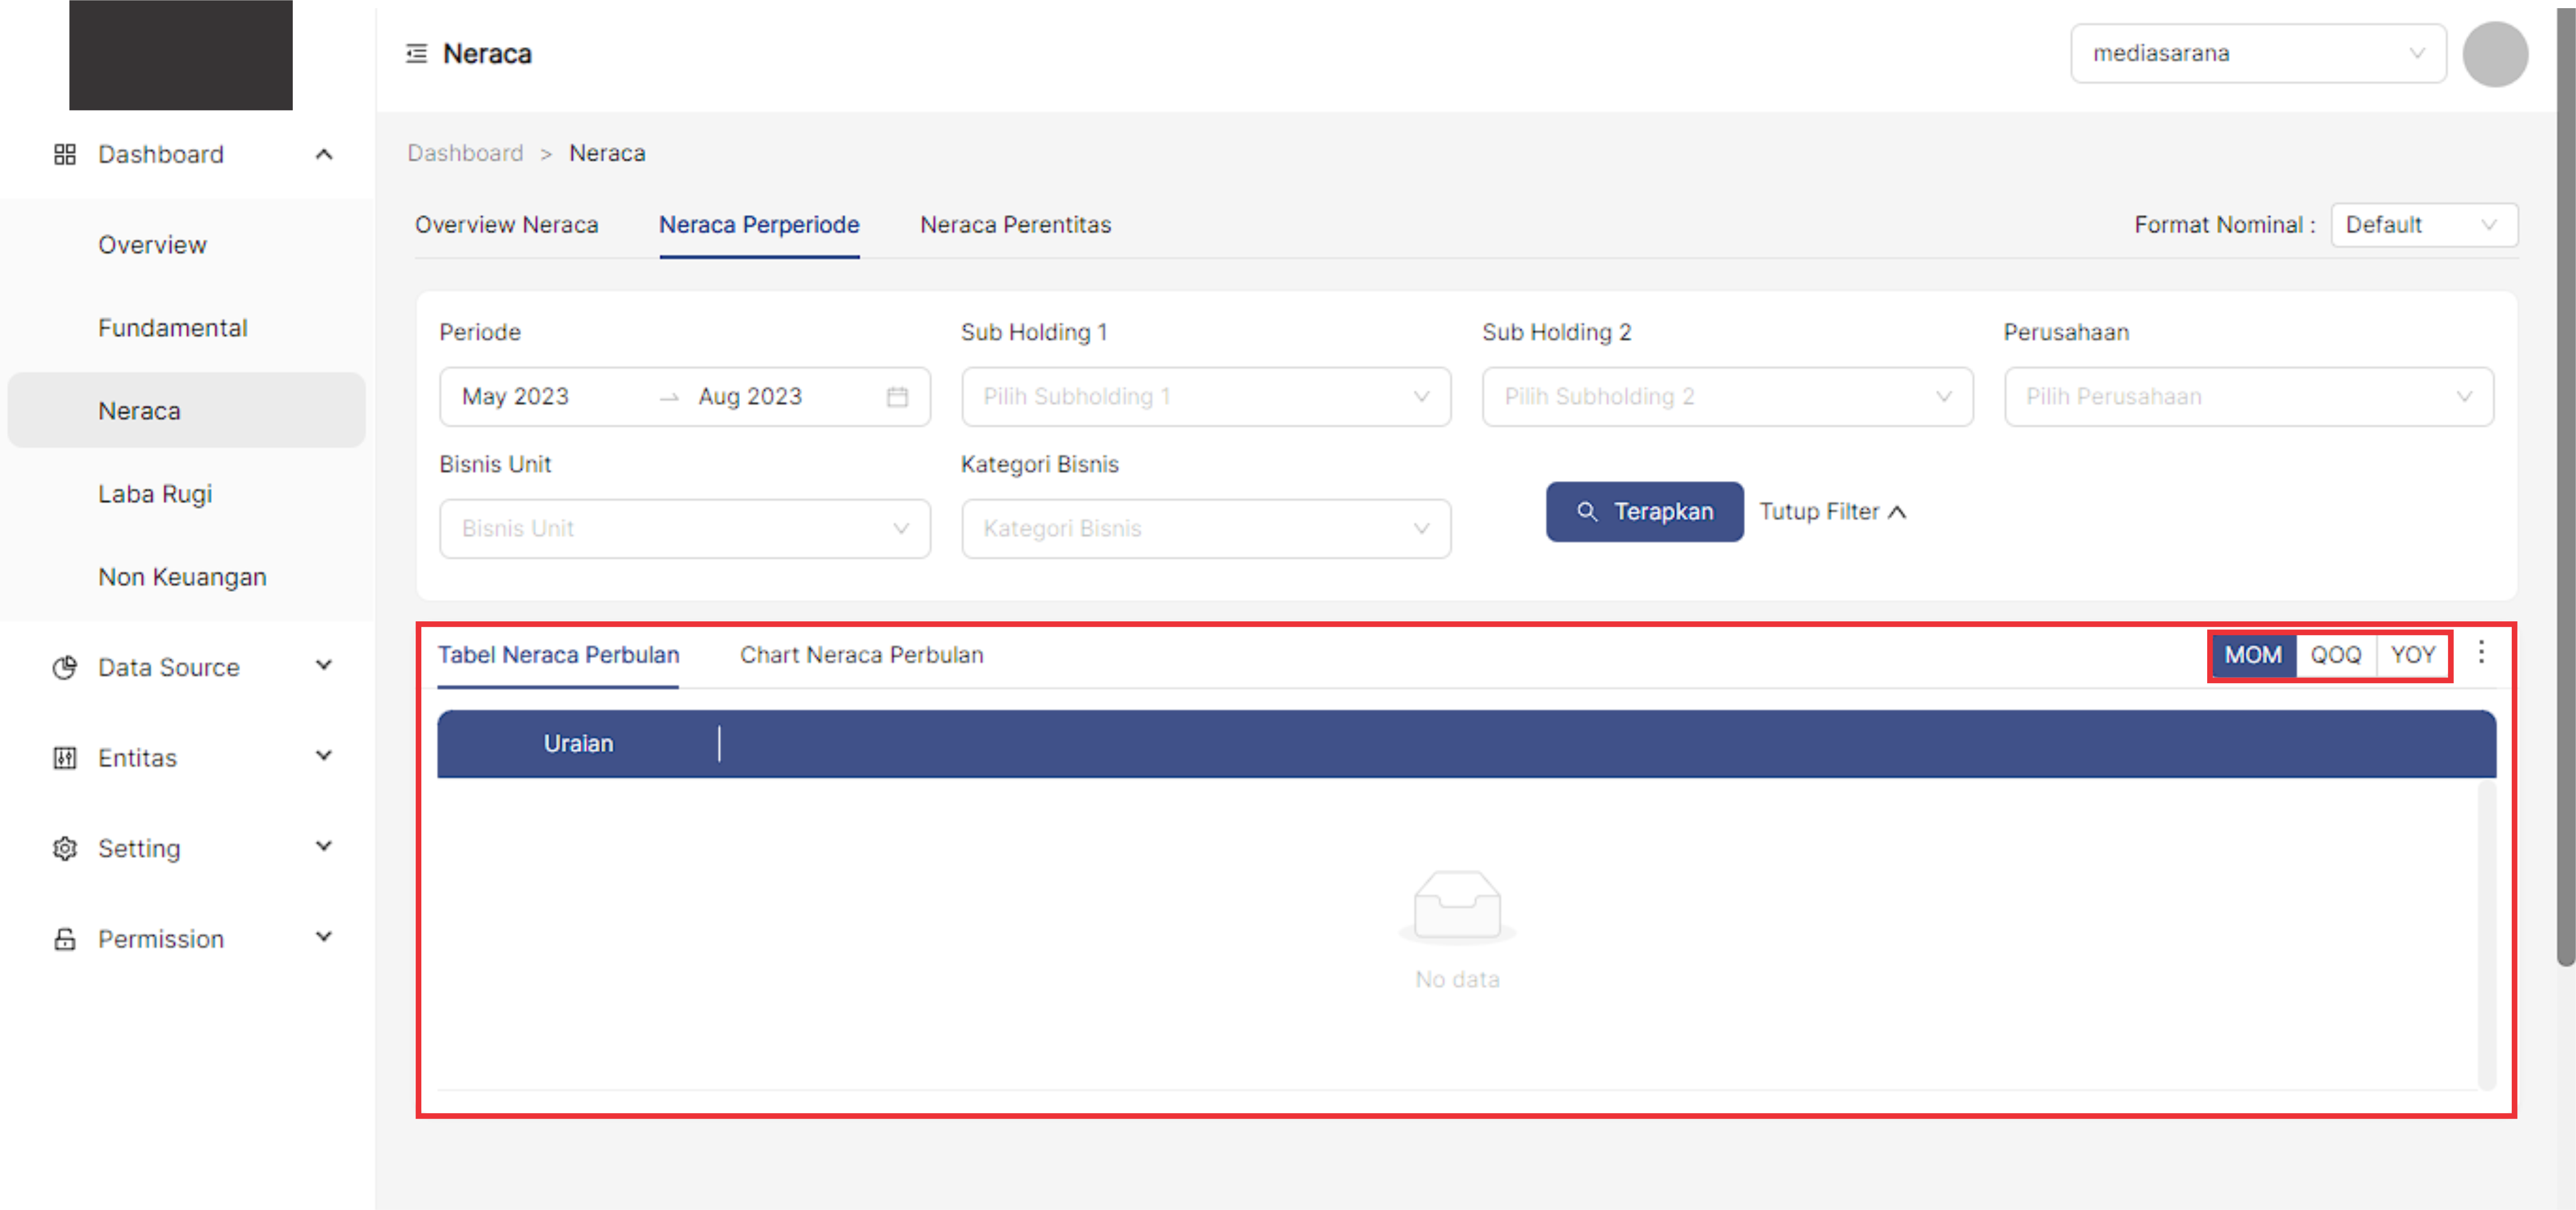 Neraca
mediasarana
Dashboard
Overview
Fundamental
Neraca
Laba Rugi
Non Keuangan
Data Source
Entitas
Setting
Permission
Dashboard > Neraca
Overview Neraca Neraca Perperiode Neraca Perentitas
Format Nominal : Default
Periode Sub Holding 1 Sub Holding 2 Perusahaan
May 2023 → Aug 2023 Pilih Subholding 1 Pilih Subholding 2 Pilih Perusahaan
Bisnis Unit Kategori Bisnis
Bisnis Unit Kategori Bisnis Terapkan Tutup Filter
Tabel Neraca Perbulan Chart Neraca Perbulan MOM QOQ YOY
Uraian
No data